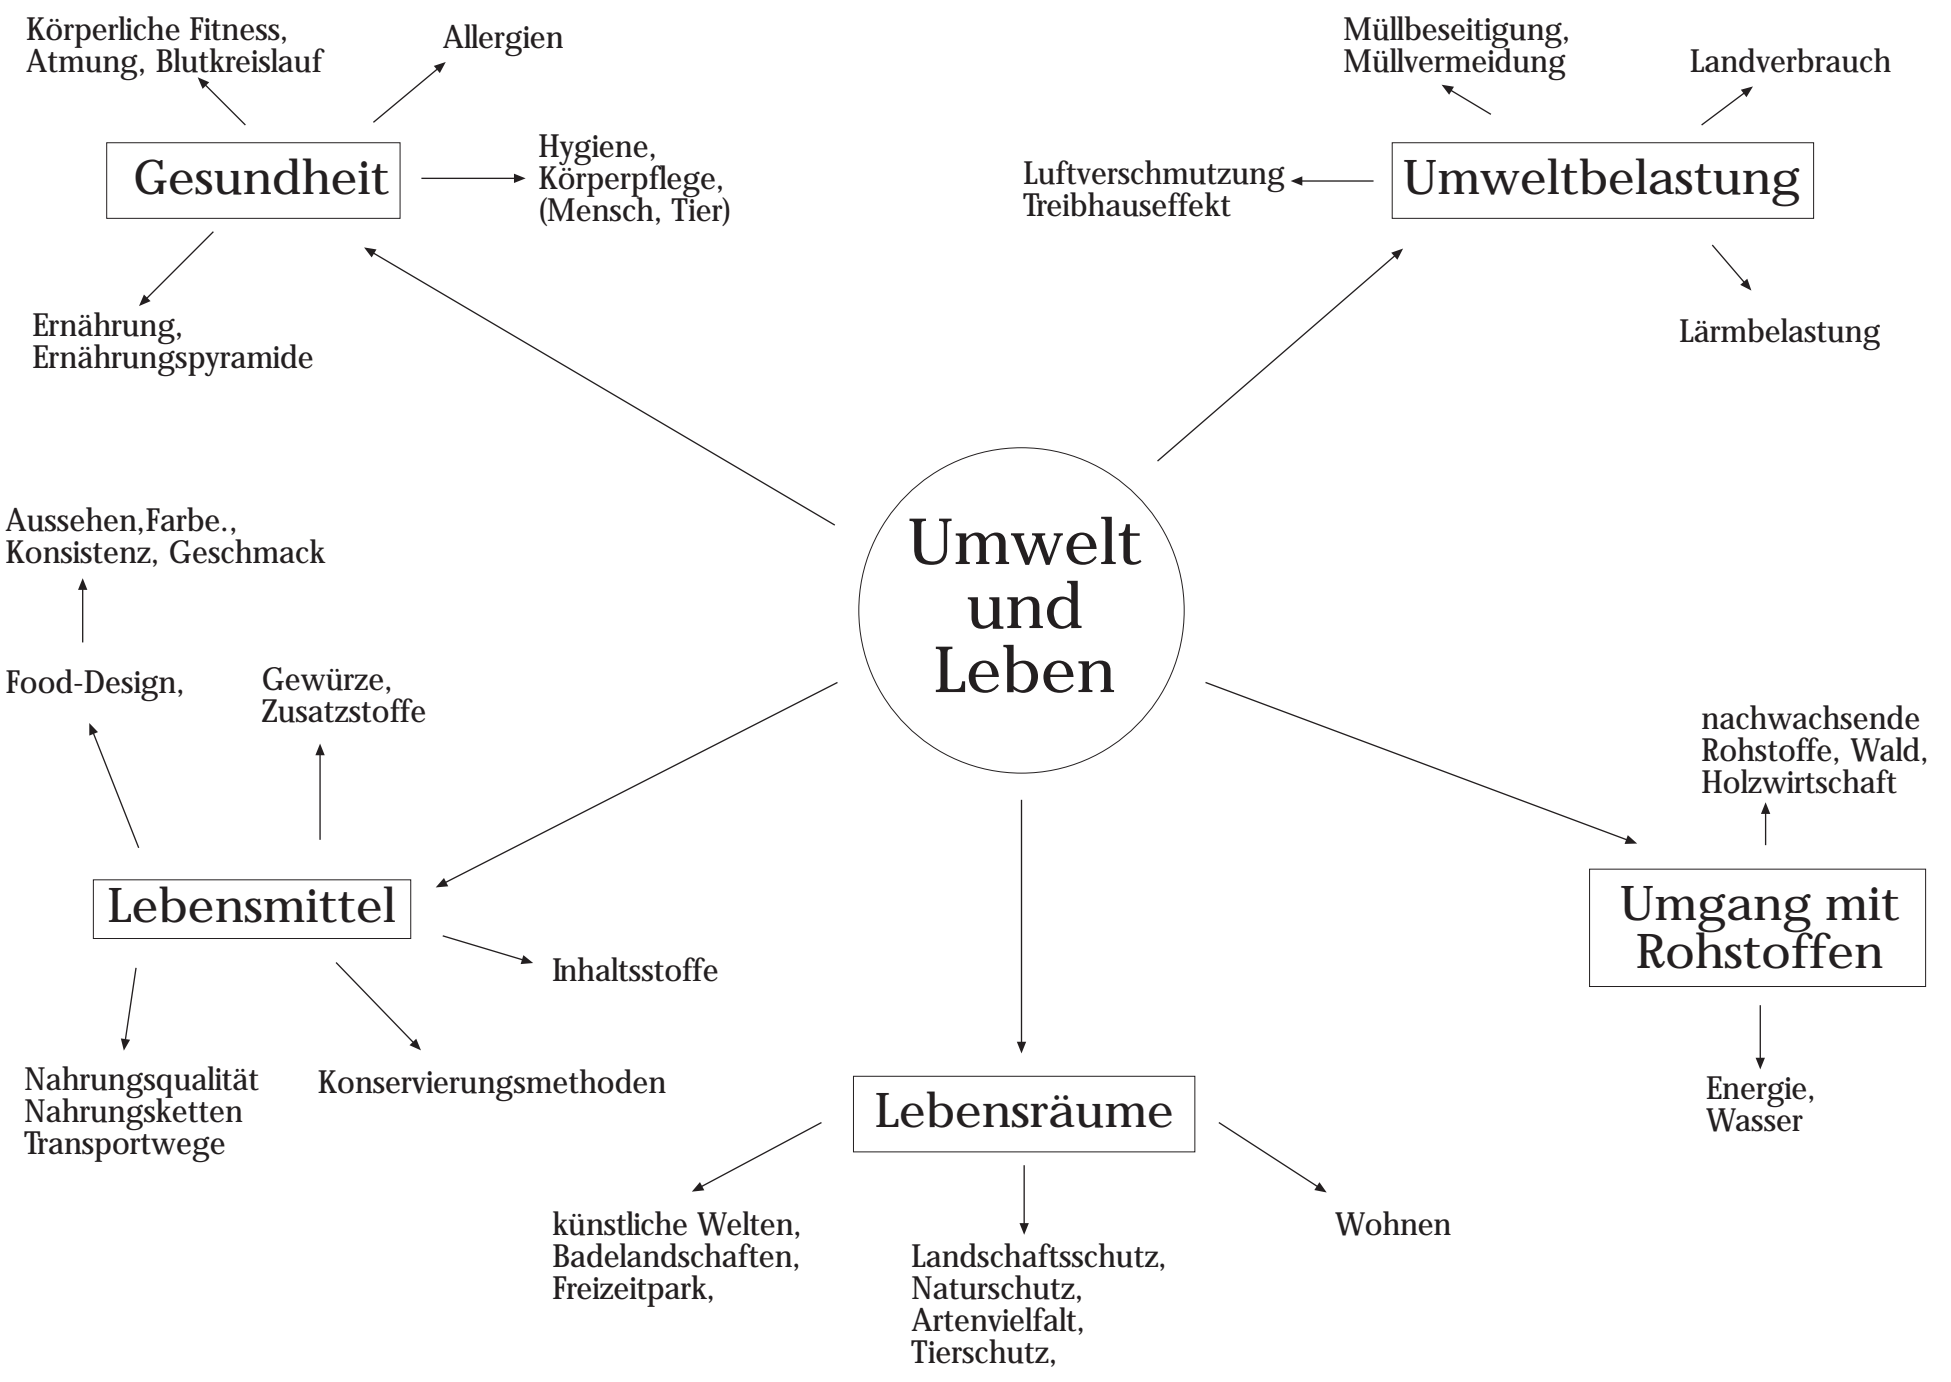 Körperliche Fitness,
Atmung, Blutkreislauf
Allergien
Gesundheit
Hygiene,
Körperpflege,
(Mensch, Tier)
Ernährung,
Ernährungspyramide
Müllbeseitigung,
Müllvermeidung
Landverbrauch
Luftverschmutzung
Treibhauseffekt
Umweltbelastung
Lärmbelastung
Umwelt
und
Leben
Aussehen,Farbe.,
Konsistenz, Geschmack
Food-Design,
Gewürze,
Zusatzstoffe
Lebensmittel
Inhaltsstoffe
Nahrungsqualität
Nahrungsketten
Transportwege
Konservierungsmethoden
nachwachsende
Rohstoffe, Wald,
Holzwirtschaft
Umgang mit
Rohstoffen
Energie,
Wasser
Lebensräume
künstliche Welten,
Badelandschaften,
Freizeitpark,
Landschaftsschutz,
Naturschutz,
Artenvielfalt,
Tierschutz,
Wohnen